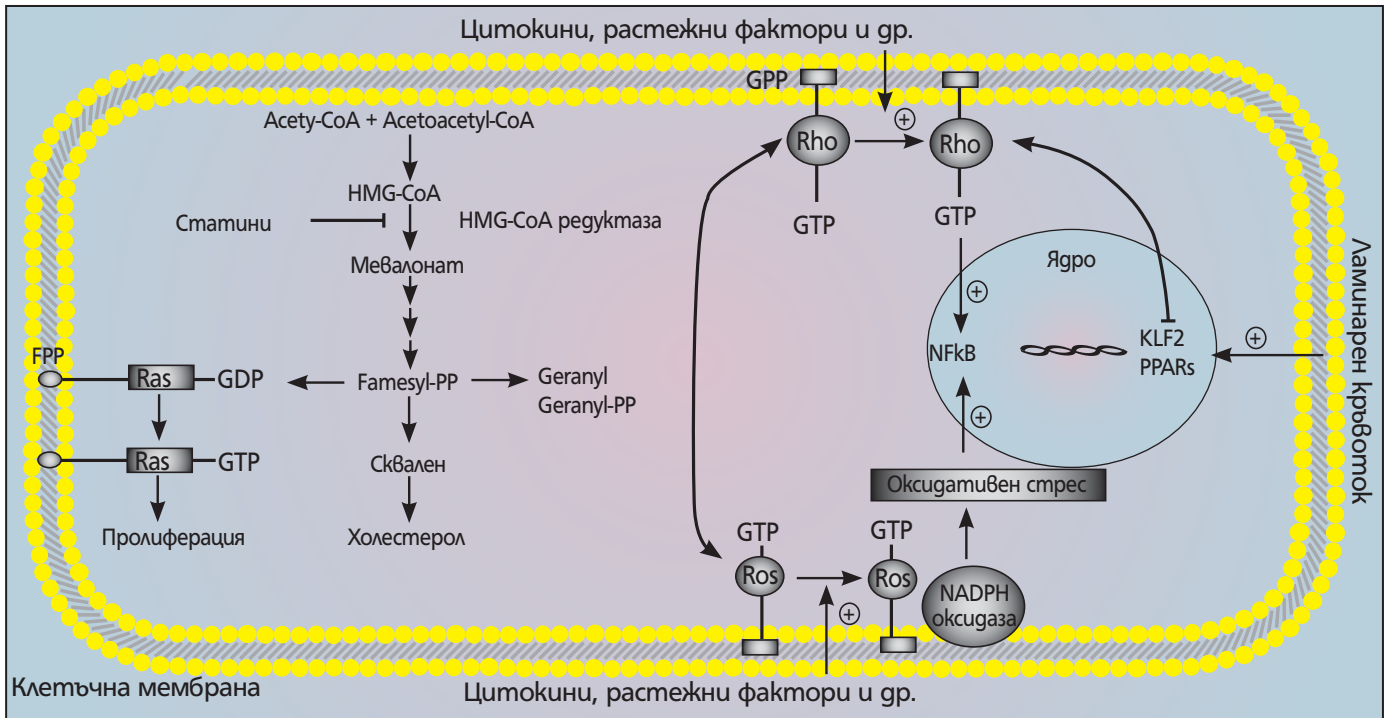 Цитокини, растежни фактори и др.
GPP
Acety-CoA + Acetoacetyl-CoA
Rho
+
Rho
HMG-CoA
Статини
HMG-CoA редуктаза
GTP
GTP
Мевалонат
Ядро
+
Ламинарен кръвоток
FPP
NFkB
KLF2
PPARs
+
Ras
GDP
Famesyl-PP
Geranyl
Geranyl-PP
+
Ras
GTP
Сквален
Оксидативен стрес
Пролиферация
Холестерол
GTP
GTP
Ros
Ros
+
NADPH
оксидаза
Клетъчна мембрана
Цитокини, растежни фактори и др.